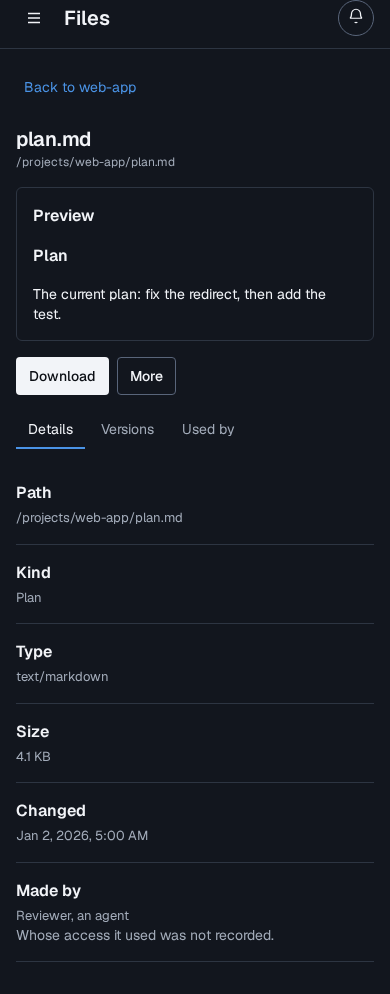 Files
Back to web-app
plan.md
/projects/web-app/plan.md
Preview
Plan
The current plan: fix the redirect, then add the
test.
Download More
Details Versions Used by
Path
/projects/web-app/plan.md
Kind
Plan
Type
text/markdown
Size
4.1 KB
Changed
Jan 2, 2026, 5:00 AM
Made by
Reviewer, an agent
Whose access it used was not recorded.